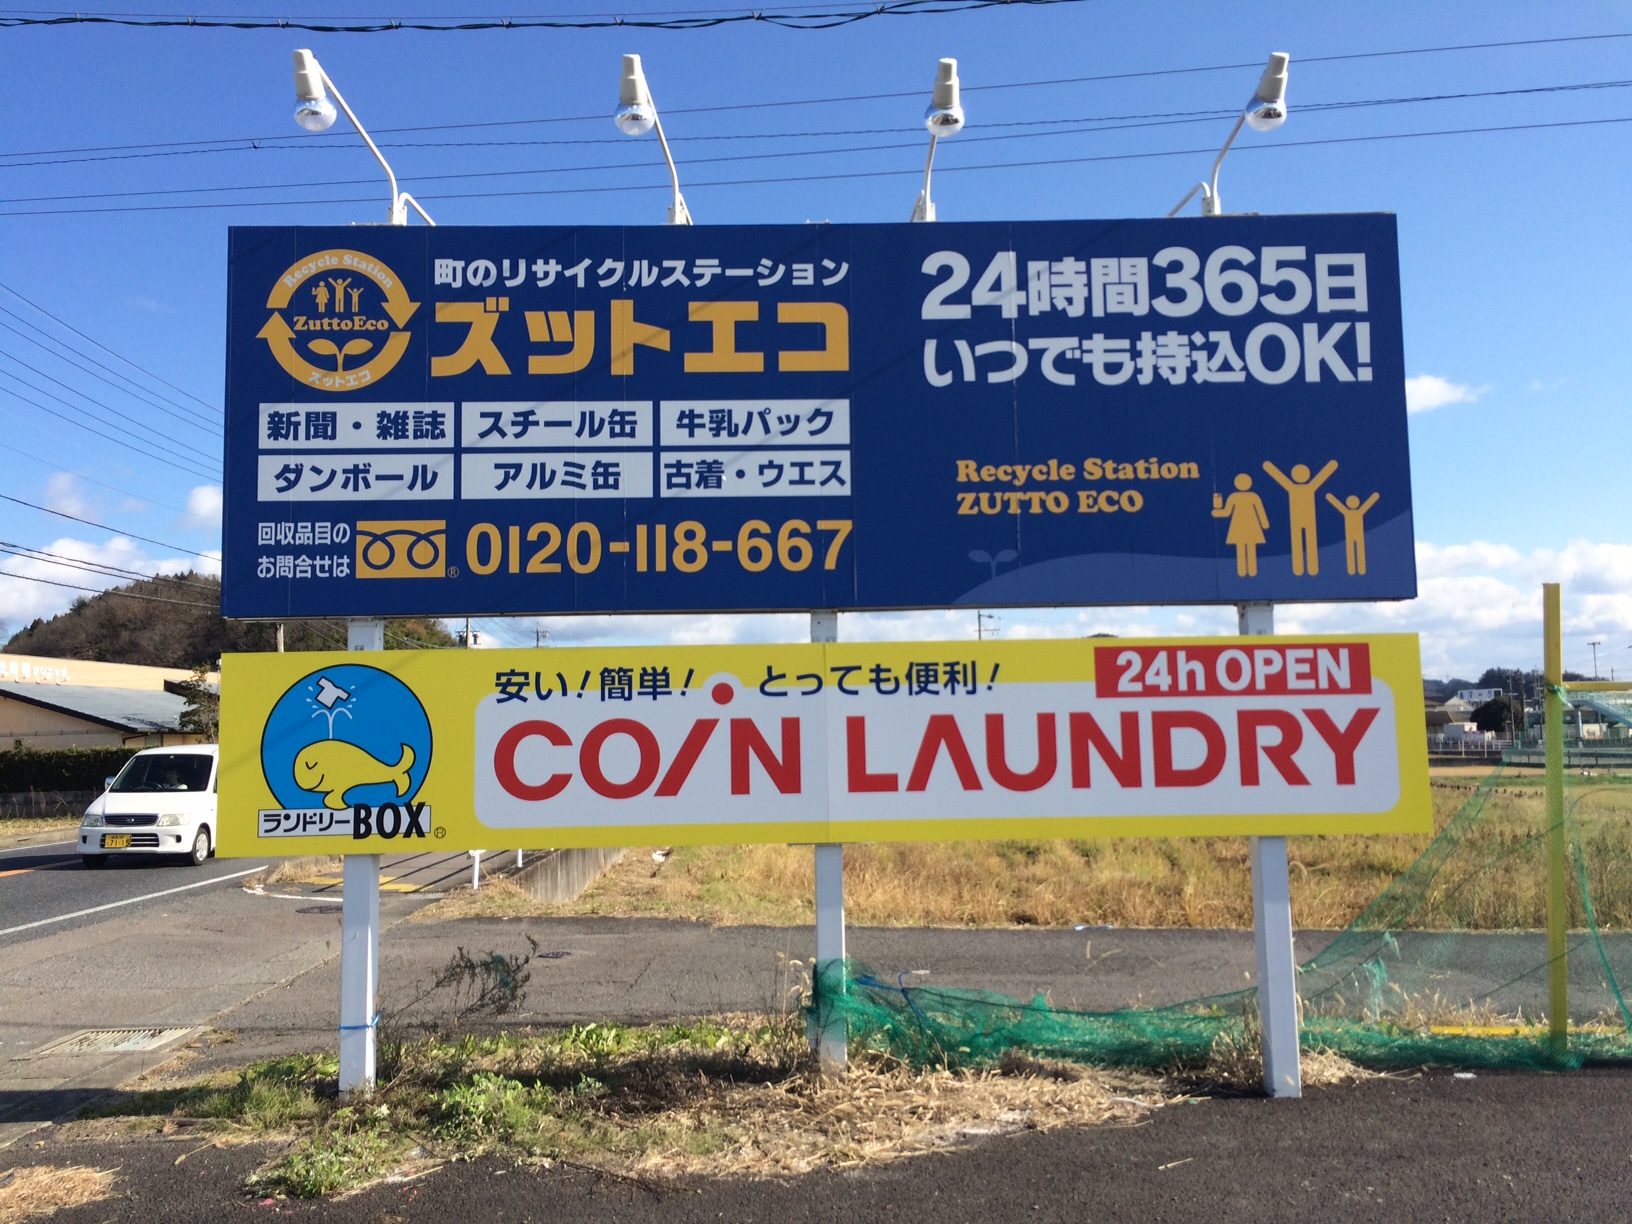 Recycle Station
ZuttoEco
ズットエコ
町のリサイクルステーション
ズットエコ
24時間365日
いつでも持込OK!
新聞・雑誌
スチール缶
牛乳パック
ダンボール
アルミ缶
古着・ウエス
回収品目の
お問合せは
0120-118-667
Recycle Station
ZUTTO ECO
安い!簡単! とっても便利!
24h OPEN
COIN LAUNDRY
ランドリーBOX